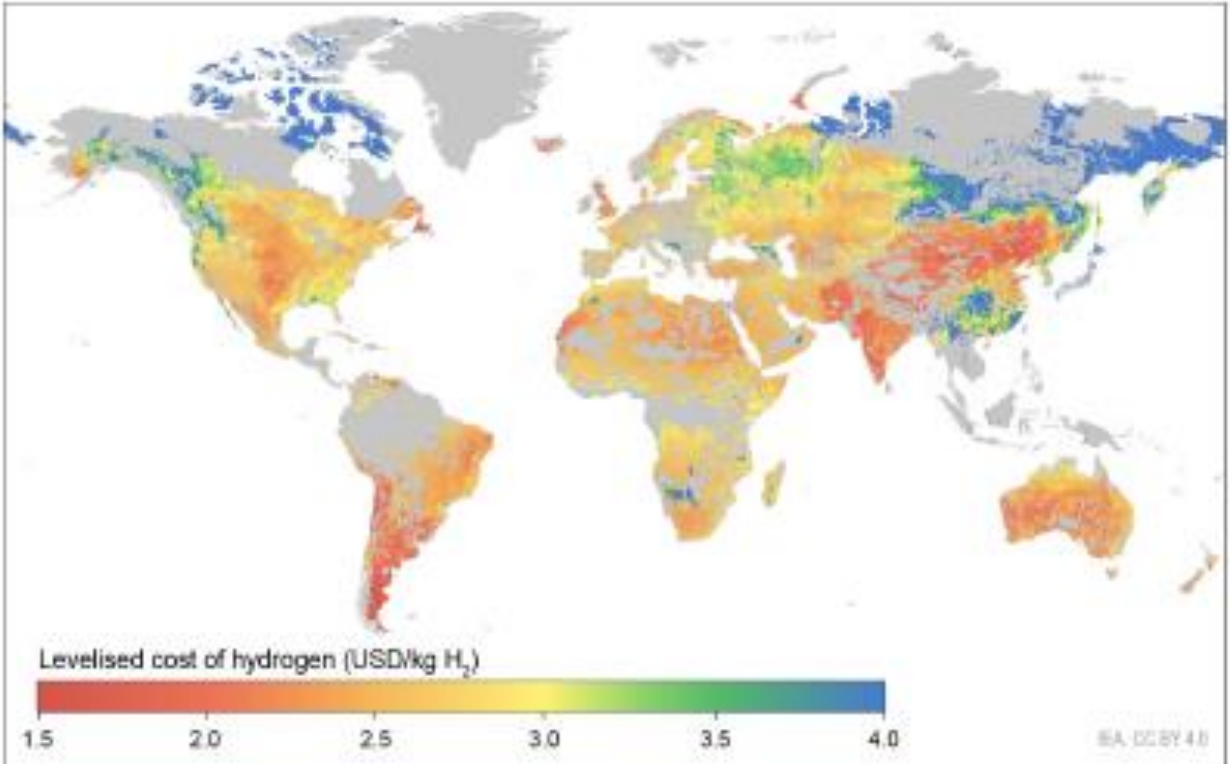 Levelised cost of hydrogen (USD/kg H₂)
1.5 2.0 2.5 3.0 3.5 4.0
IEA. CC BY 4.0